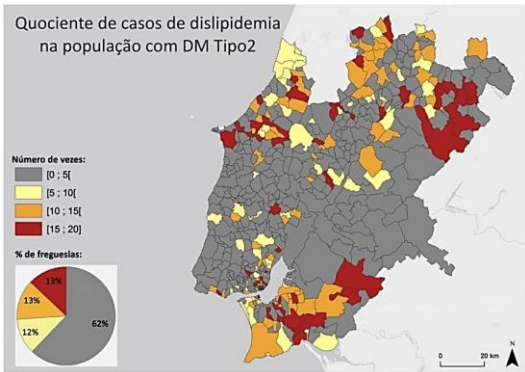 Quociente de casos de dislipidemia
na população com DM Tipo2
Número de vezes:
[0 ; 5[
[5 ; 10[
[10 ; 15[
[15 ; 20]
% de freguesias:
13%
13%
12%
62%
N
0
20 km